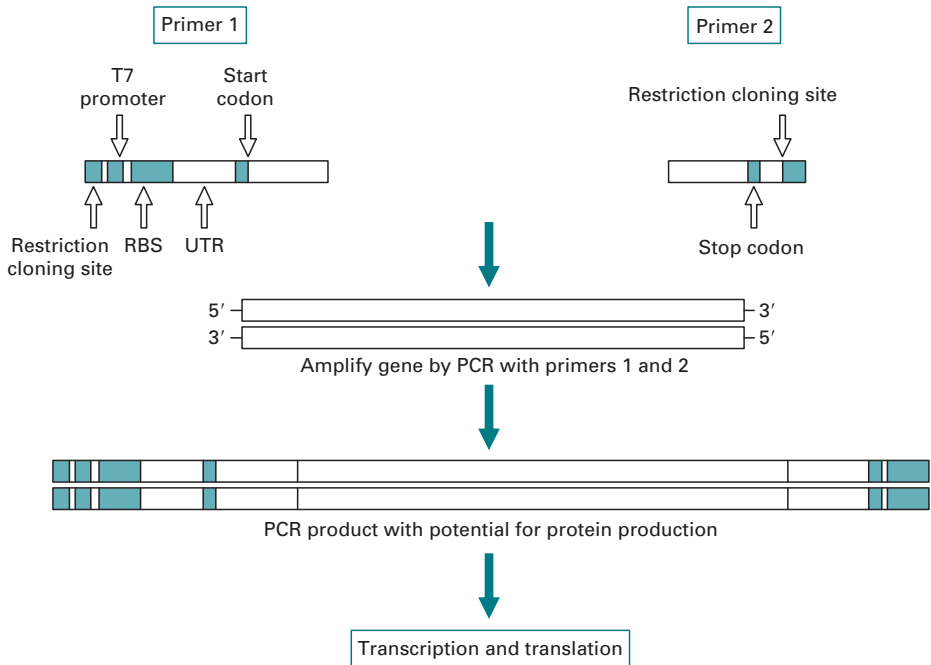 Primer 1
Primer 2
T7
promoter
Start
codon
Restriction cloning site
Restriction
cloning site
RBS
UTR
Stop codon
5′
3′
3′
5′
Amplify gene by PCR with primers 1 and 2
PCR product with potential for protein production
Transcription and translation